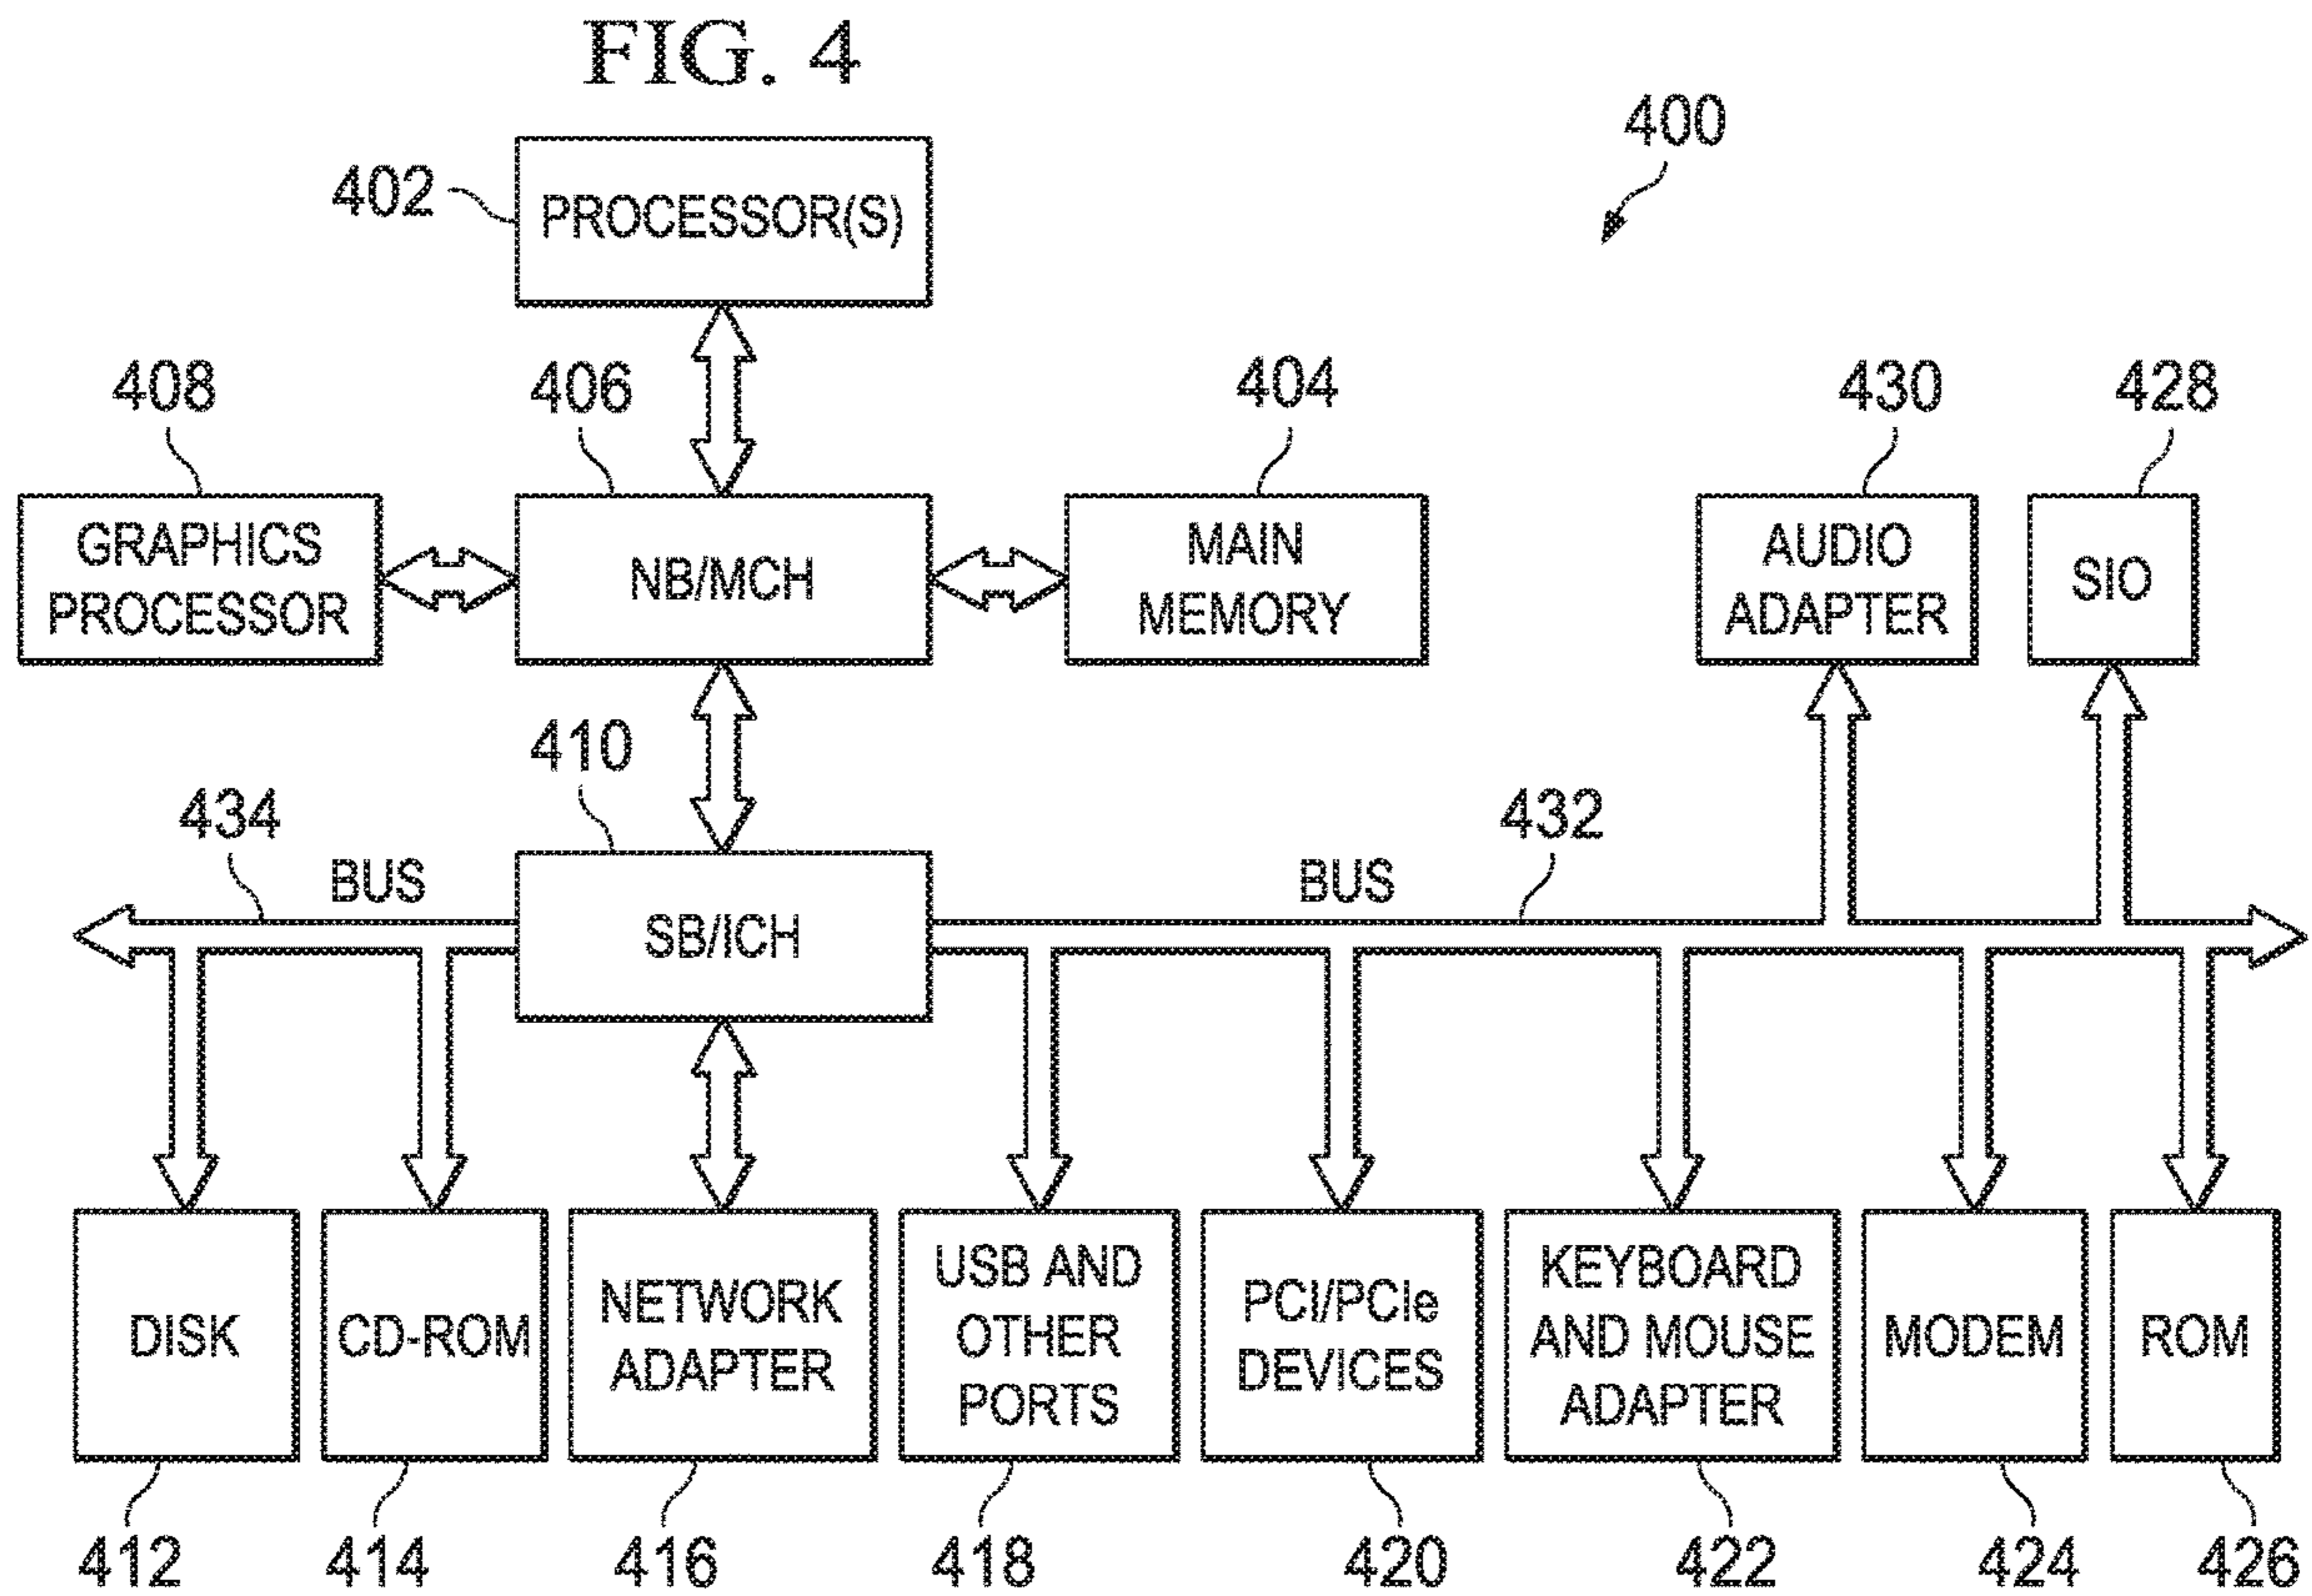 FIG. 4
400
402
PROCESSOR(S)
408
406
404
430
428
GRAPHICS
PROCESSOR
NB/MCH
MAIN
MEMORY
AUDIO
ADAPTER
SIO
410
434
432
BUS
BUS
SB/ICH
DISK
CD-ROM
NETWORK
ADAPTER
USB AND
OTHER
PORTS
PCI/PCIe
DEVICES
KEYBOARD
AND MOUSE
ADAPTER
MODEM
ROM
412
414
416
418
420
422
424
426